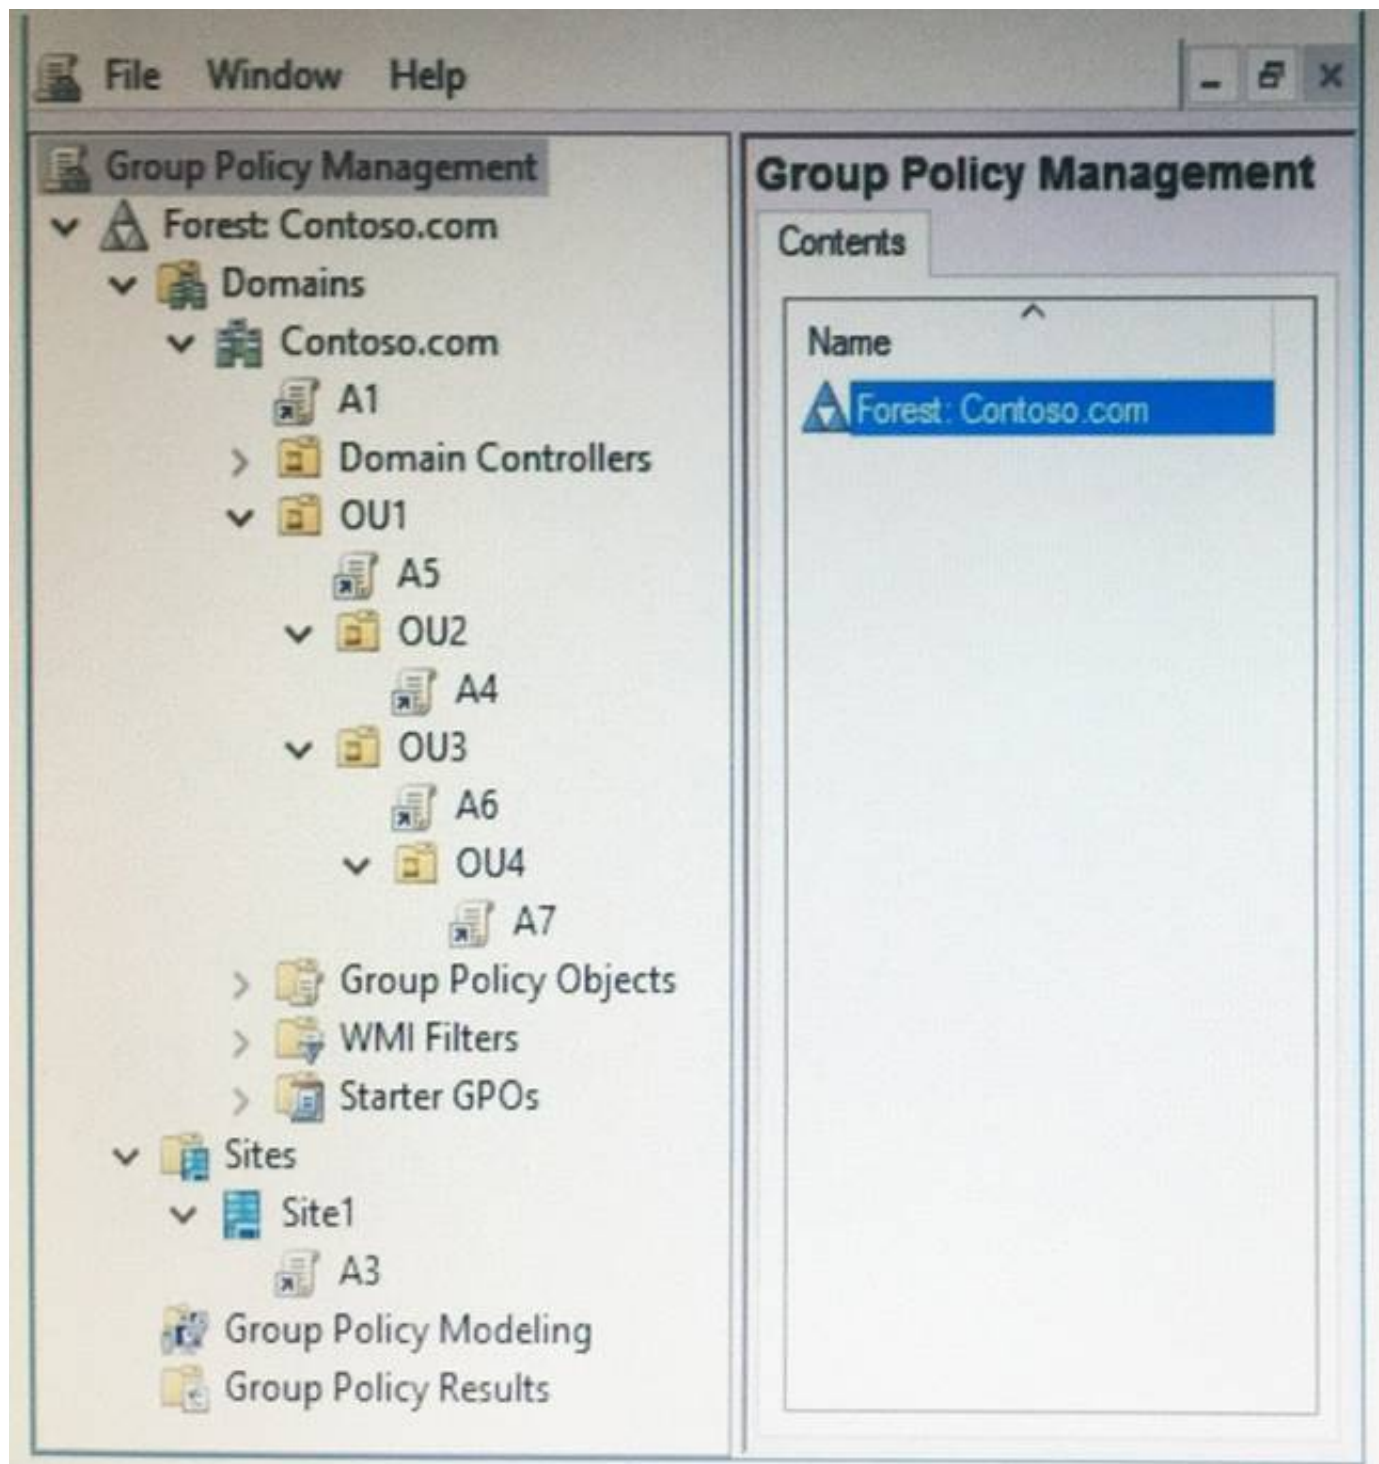 File Window Help
Group Policy Management
Forest: Contoso.com
Domains
Contoso.com
A1
Domain Controllers
OU1
A5
OU2
A4
OU3
A6
OU4
A7
Group Policy Objects
WMI Filters
Starter GPOs
Sites
Site1
A3
Group Policy Modeling
Group Policy Results
Group Policy Management
Contents
Name
Forest: Contoso.com